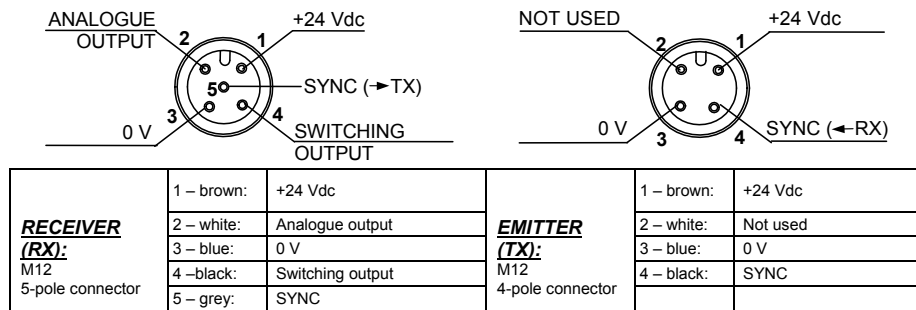 ANALOGUE
OUTPUT
2
1
+24 Vdc
5
SYNC (→TX)
3
4
0 V
SWITCHING
OUTPUT
NOT USED
2
1
+24 Vdc
0 V
3
4
SYNC (←RX)
RECEIVER
(RX):
M12
5-pole connector
1 – brown: +24 Vdc
2 – white: Analogue output
3 – blue: 0 V
4 –black: Switching output
5 – grey: SYNC
EMITTER
(TX):
M12
4-pole connector
1 – brown: +24 Vdc
2 – white: Not used
3 – blue: 0 V
4 – black: SYNC